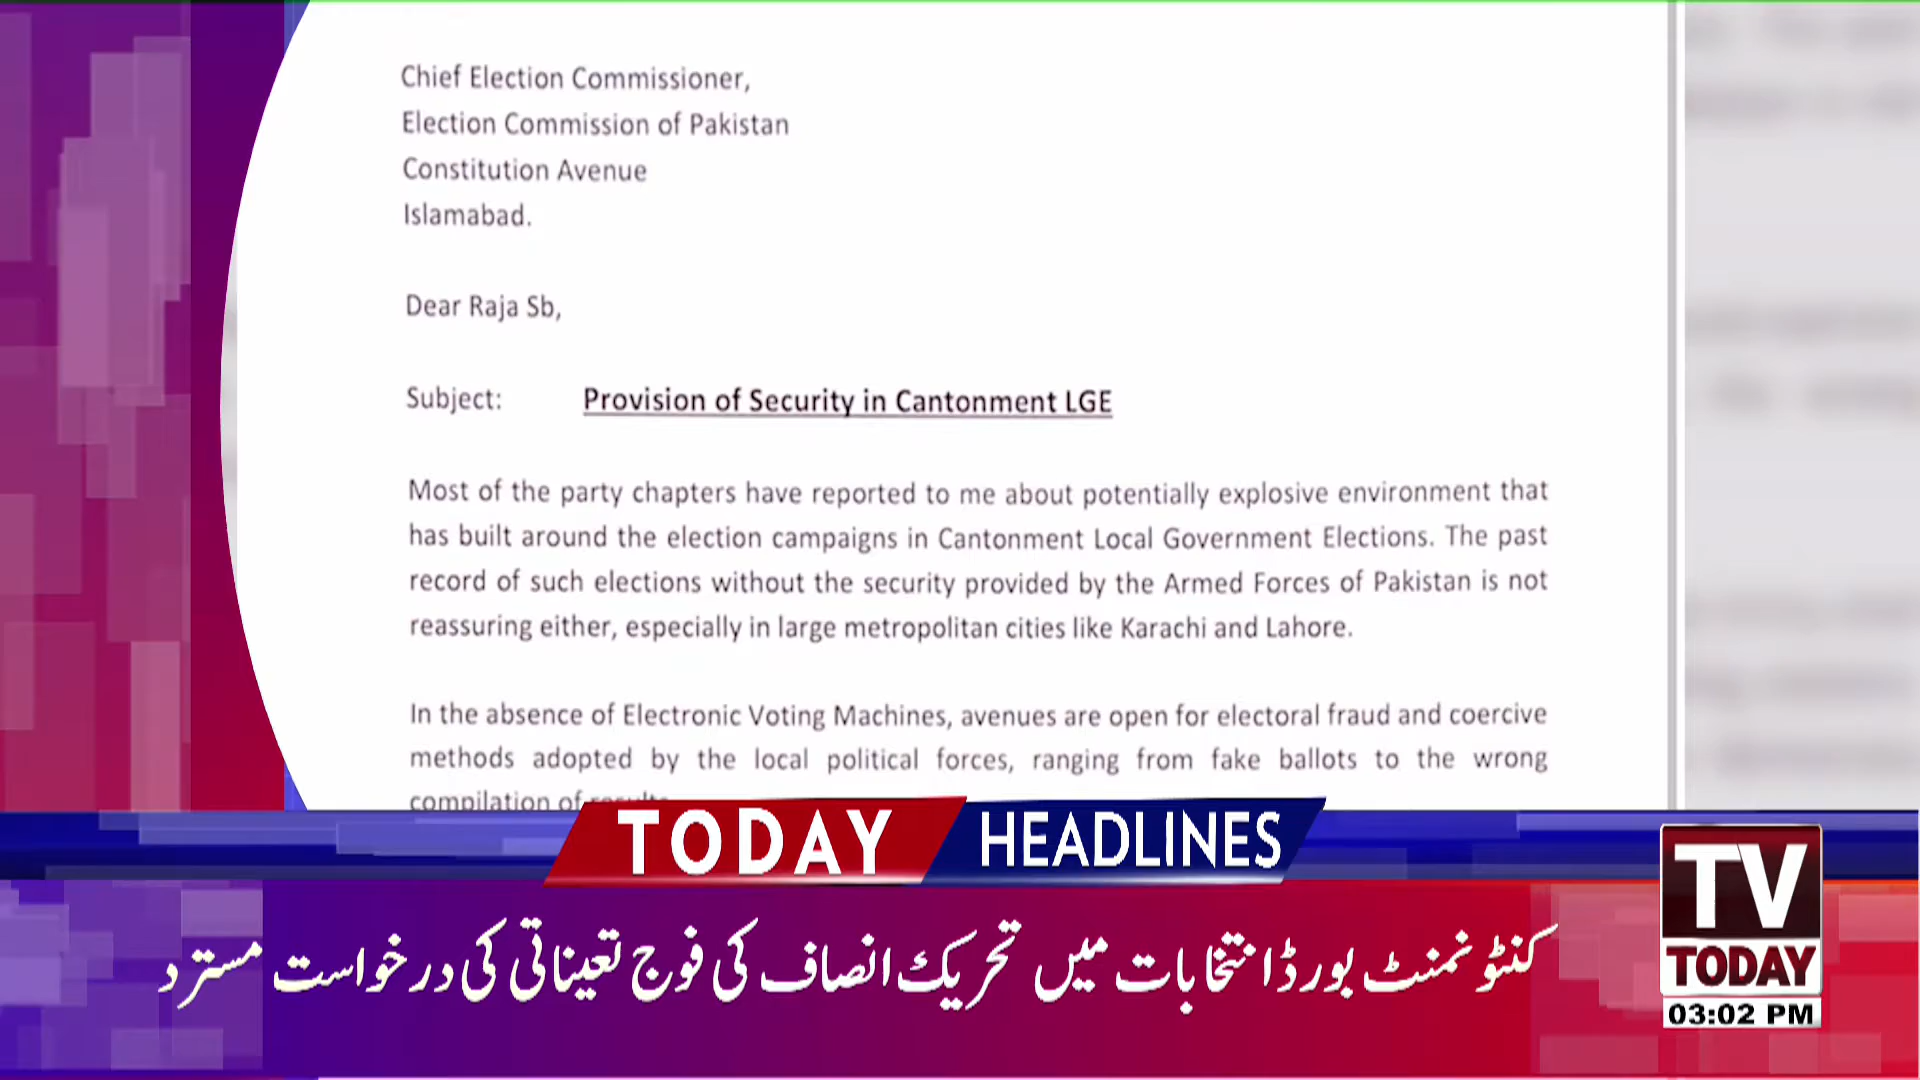 Chief Election Commissioner,
Election Commission of Pakistan
Constitution Avenue
Islamabad.
Dear Raja Sb,
Subject: Provision of Security in Cantonment LGE
Most of the party chapters have reported to me about potentially explosive environment that
has built around the election campaigns in Cantonment Local Government Elections. The past
record of such elections without the security provided by the Armed Forces of Pakistan is not
reassuring either, especially in large metropolitan cities like Karachi and Lahore.
In the absence of Electronic Voting Machines, avenues are open for electoral fraud and coercive
methods adopted by the local political forces, ranging from fake ballots to the wrong
compilation of
TODAY HEADLINES
کنٹونمنٹ بورڈ انتخابات میں تحریک انصاف کی فوج تعیناتی کی درخواست مسترد
TV
TODAY
03:02 PM